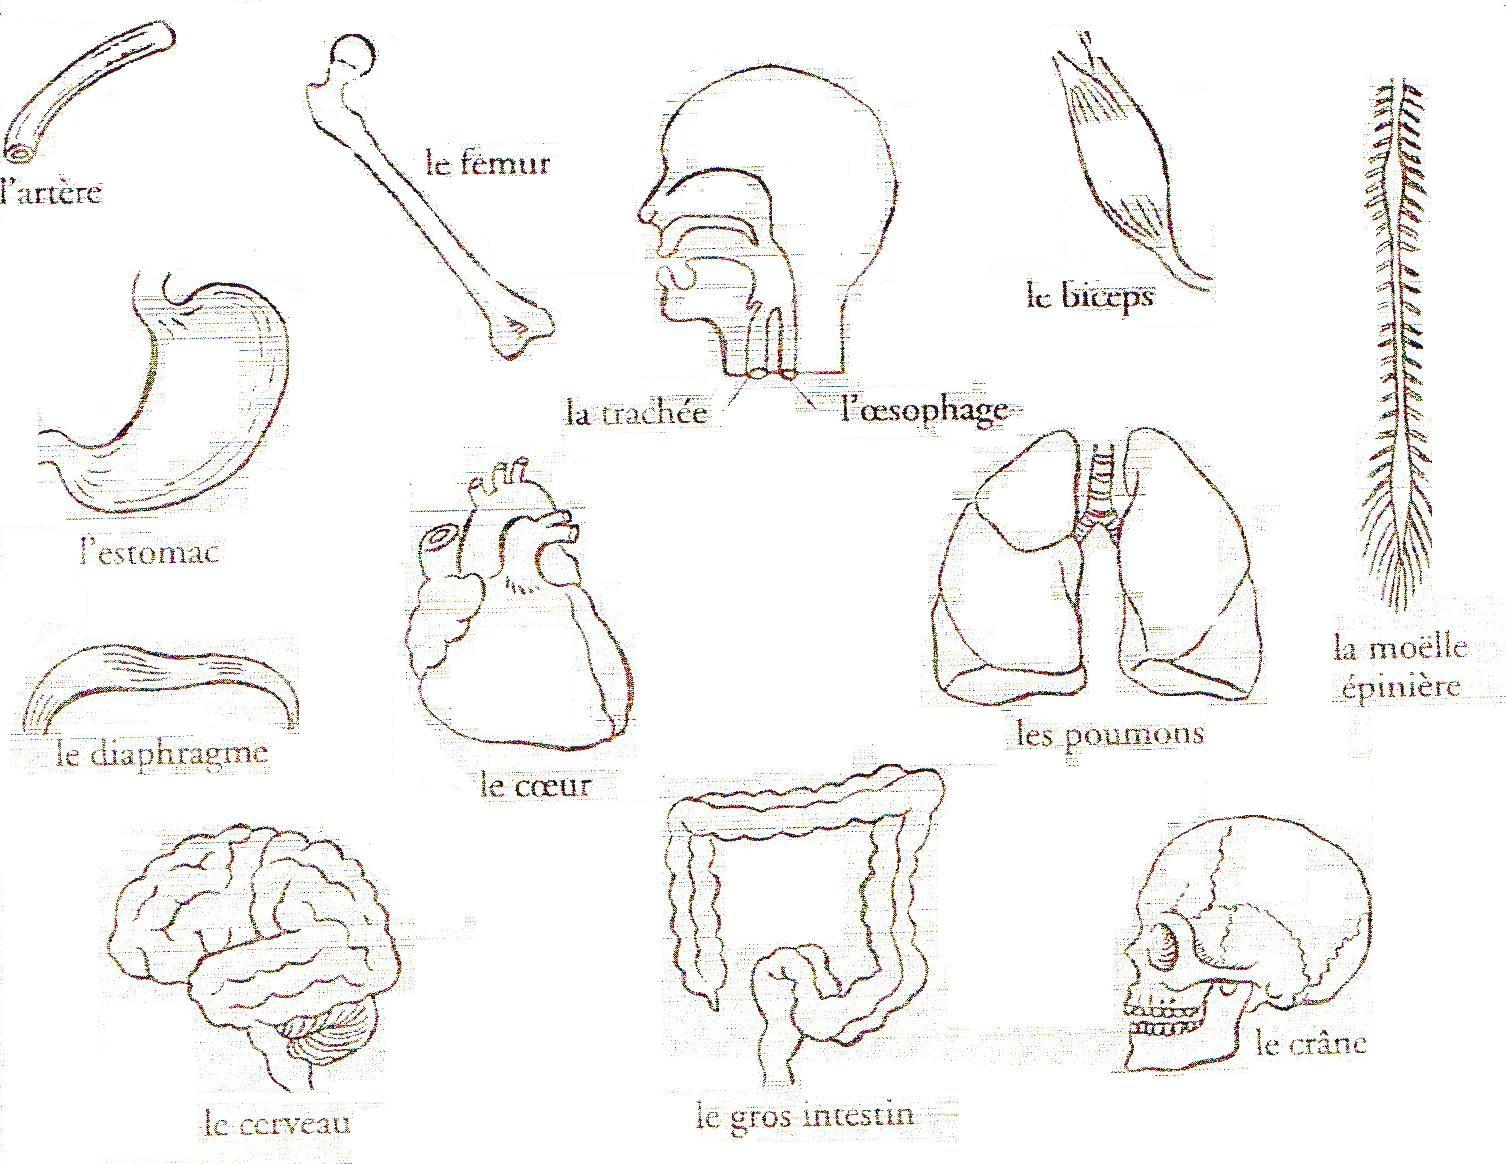 l'artère
le fémur
le biceps
la trachée
l'œsophage
l'estomac
la moëlle
épinière
les poumons
le diaphragme
le cœur
le crâne
le cerveau
le gros intestin